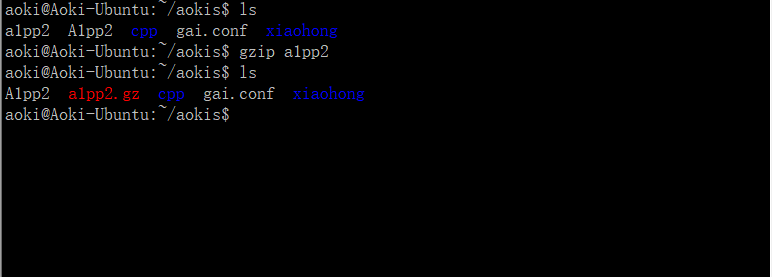 aoki@Aoki-Ubuntu:~/aokis$ ls
a1pp2  A1pp2  cpp  gai.conf  xiaohong
aoki@Aoki-Ubuntu:~/aokis$ gzip a1pp2
aoki@Aoki-Ubuntu:~/aokis$ ls
A1pp2  a1pp2.gz  cpp  gai.conf  xiaohong
aoki@Aoki-Ubuntu:~/aokis$